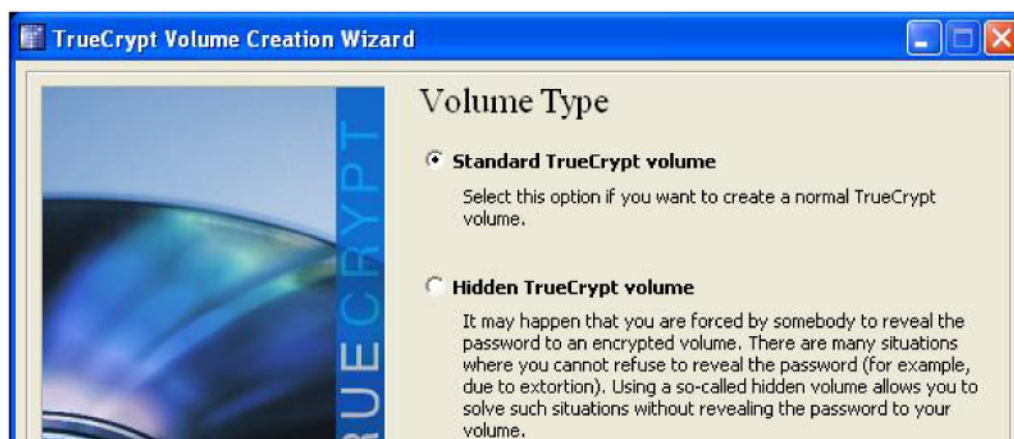 TrueCrypt Volume Creation Wizard
Volume Type
Standard TrueCrypt volume
Select this option if you want to create a normal TrueCrypt
volume.
Hidden TrueCrypt volume
It may happen that you are forced by somebody to reveal the
password to an encrypted volume. There are many situations
where you cannot refuse to reveal the password (for example,
due to extortion). Using a so-called hidden volume allows you to
solve such situations without revealing the password to your
volume.
RUECRYPT